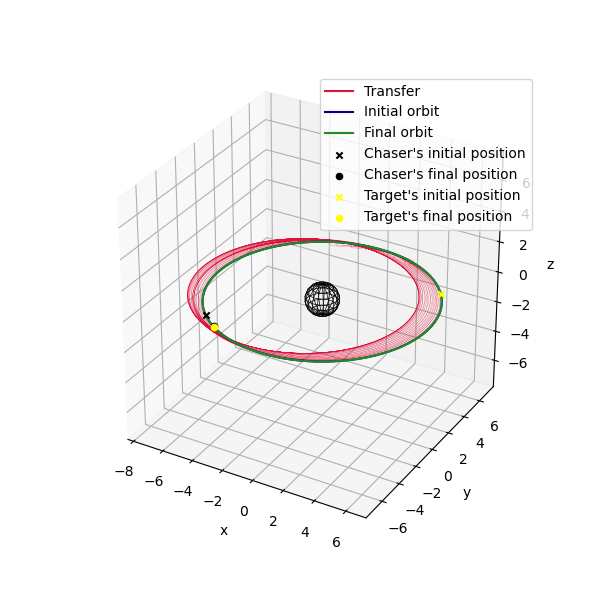 Transfer
Initial orbit
Final orbit
Chaser's initial position
Chaser's final position
Target's initial position
Target's final position
6
4
2
0
−2
−4
−6
z
−8
−6
−4
−2
0
2
4
6
x
−6
−4
−2
0
2
4
6
y